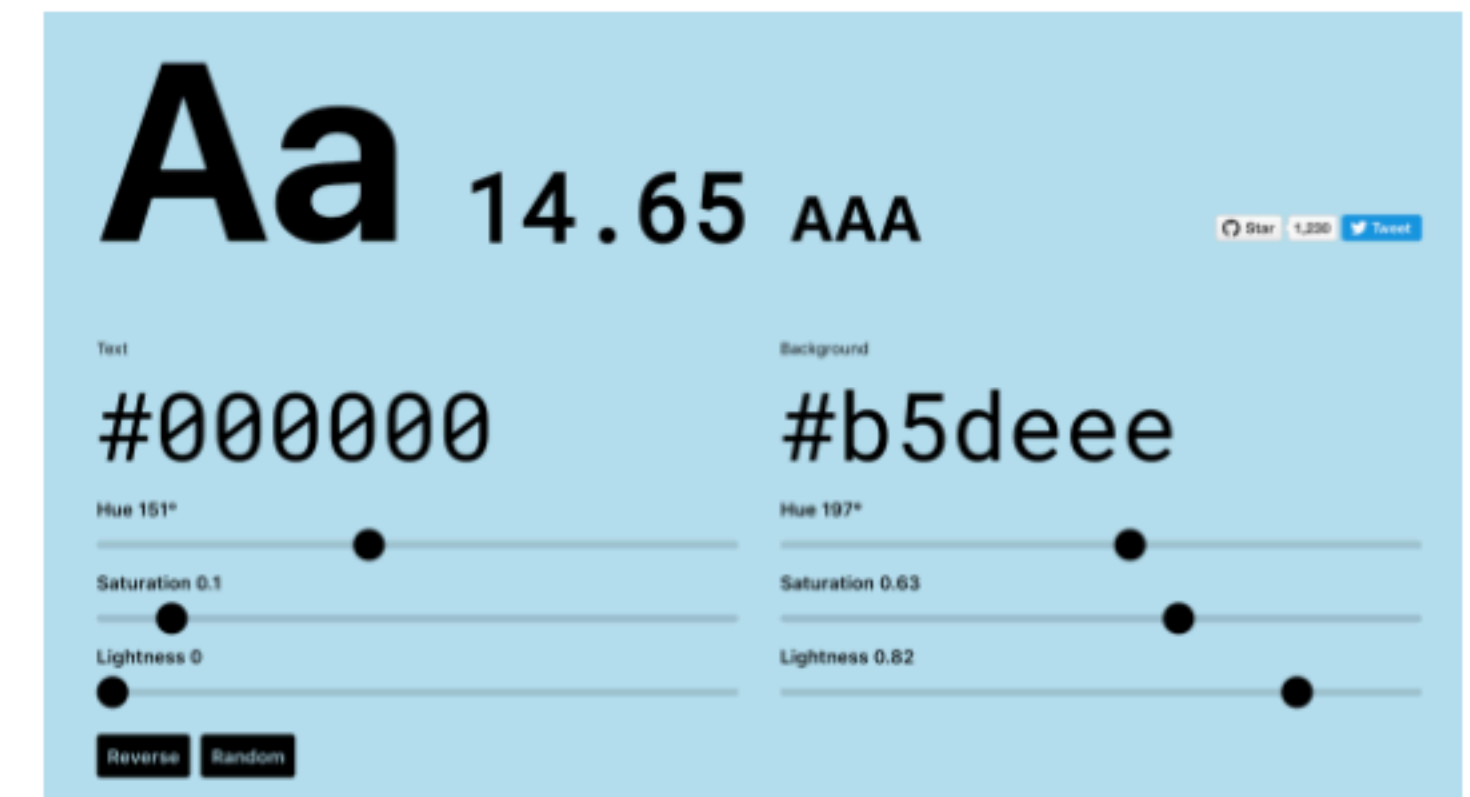 Aa 14.65 AAA
Star 1,230 Tweet
Text
#000000
Hue 151°
Saturation 0.1
Lightness 0
Background
#b5deee
Hue 197°
Saturation 0.63
Lightness 0.82
Reverse Random